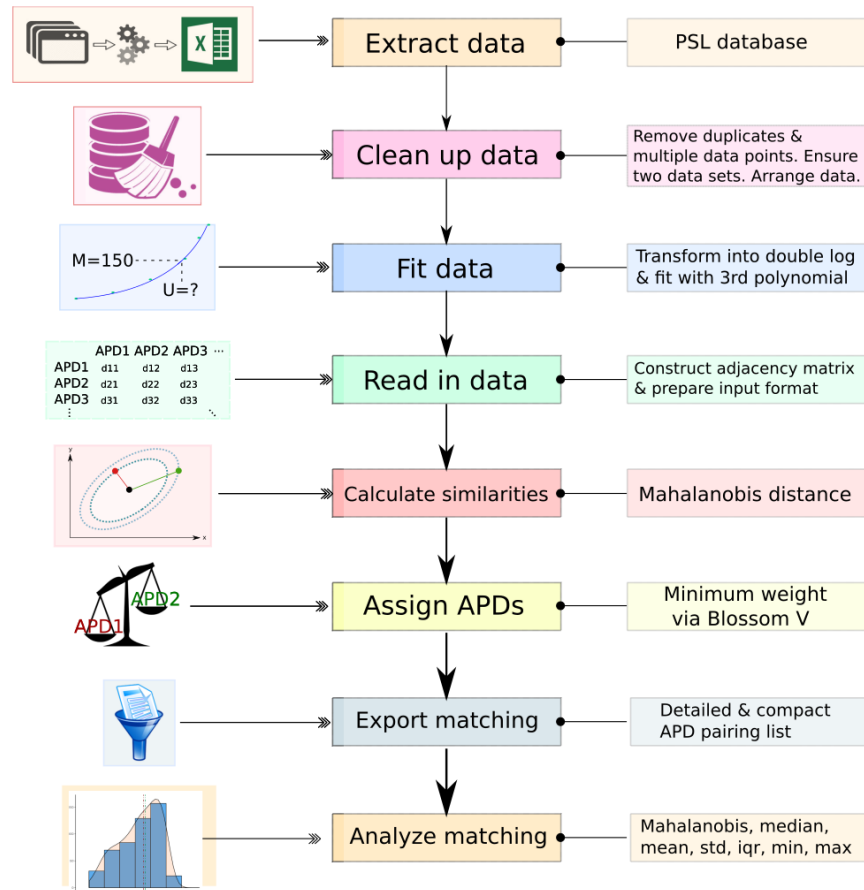 X
Extract data
PSL database
Clean up data
Remove duplicates &
multiple data points. Ensure
two data sets. Arrange data.
M=150
U=?
Fit data
Transform into double log
& fit with 3rd polynomial
APD1 APD2 APD3 ...
APD1 d11 d12 d13
APD2 d21 d22 d23
APD3 d31 d32 d33
⋮ ⋱
Read in data
Construct adjacency matrix
& prepare input format
y
x
Calculate similarities
Mahalanobis distance
APD2
APD1
Assign APDs
Minimum weight
via Blossom V
Export matching
Detailed & compact
APD pairing list
Analyze matching
Mahalanobis, median,
mean, std, iqr, min, max